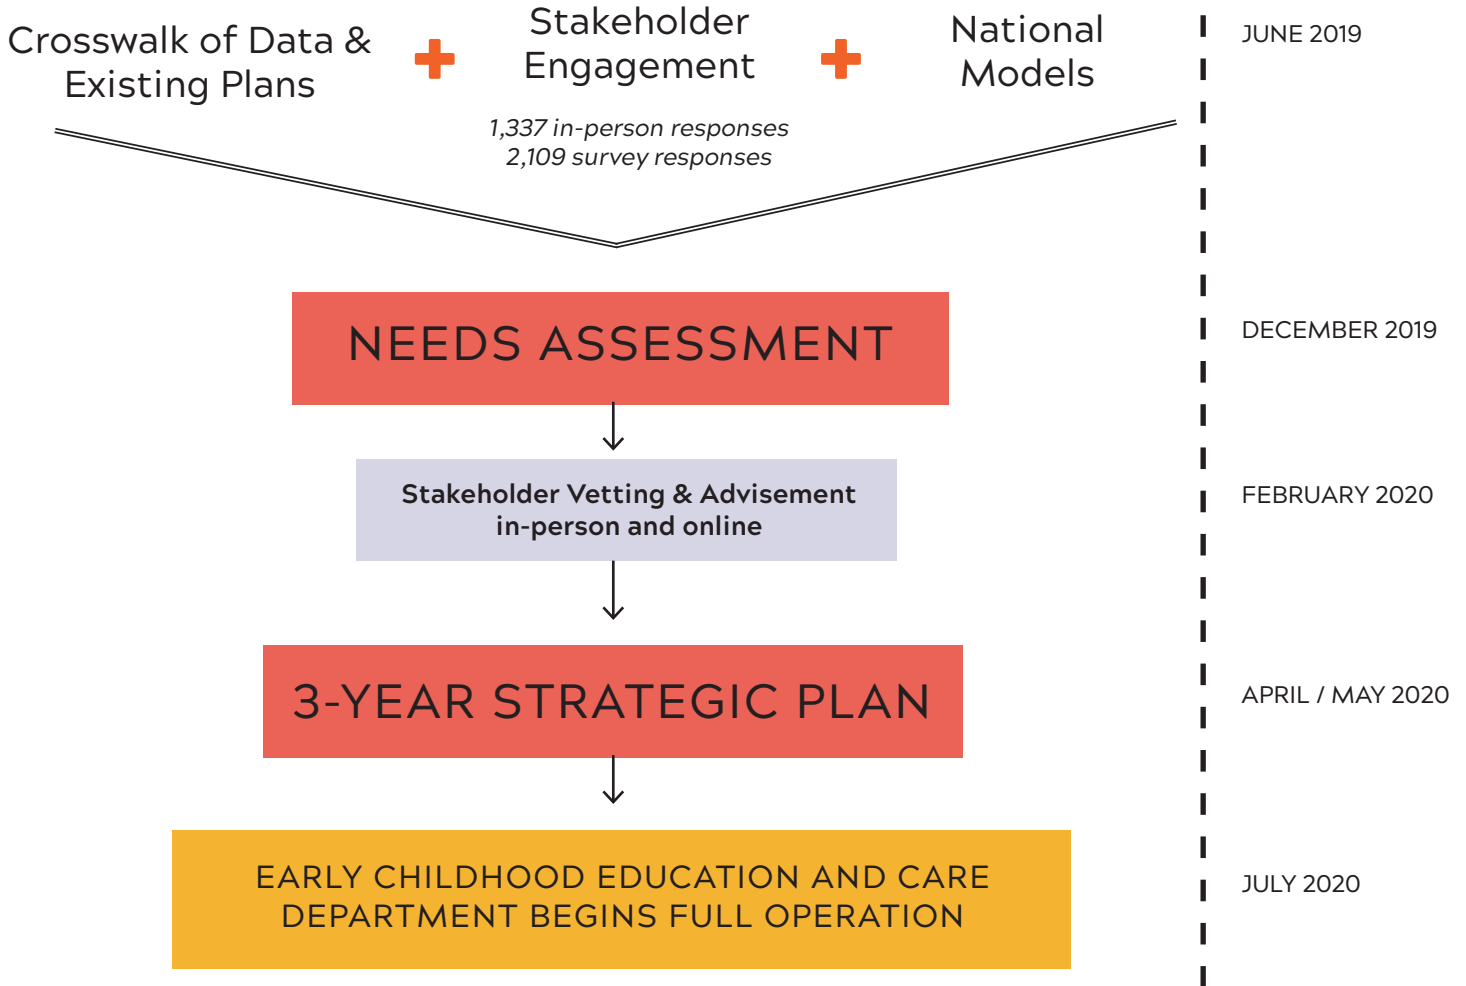 Crosswalk of Data &
Existing Plans
Stakeholder
Engagement
1,337 in-person responses
2,109 survey responses
National
Models
JUNE 2019
NEEDS ASSESSMENT
DECEMBER 2019
Stakeholder Vetting & Advisement
in-person and online
FEBRUARY 2020
3-YEAR STRATEGIC PLAN
APRIL / MAY 2020
EARLY CHILDHOOD EDUCATION AND CARE
DEPARTMENT BEGINS FULL OPERATION
JULY 2020